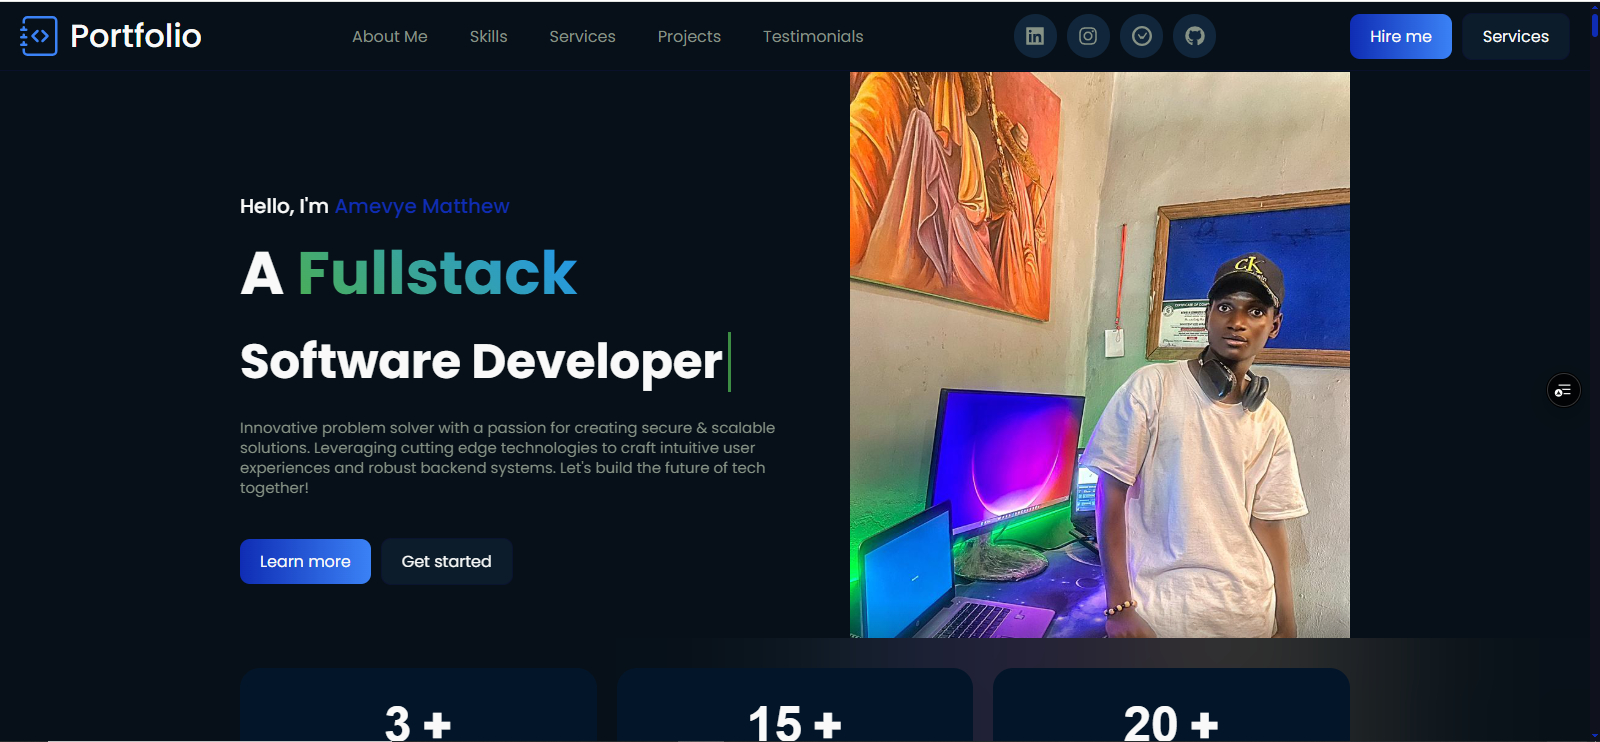 Portfolio
About Me
Skills
Services
Projects
Testimonials
Hire me
Services
Hello, I'm Amevye Matthew
A Fullstack
Software Developer
Innovative problem solver with a passion for creating secure & scalable
solutions. Leveraging cutting edge technologies to craft intuitive user
experiences and robust backend systems. Let's build the future of tech
together!
Learn more
Get started
CK
3 +
15 +
20 +